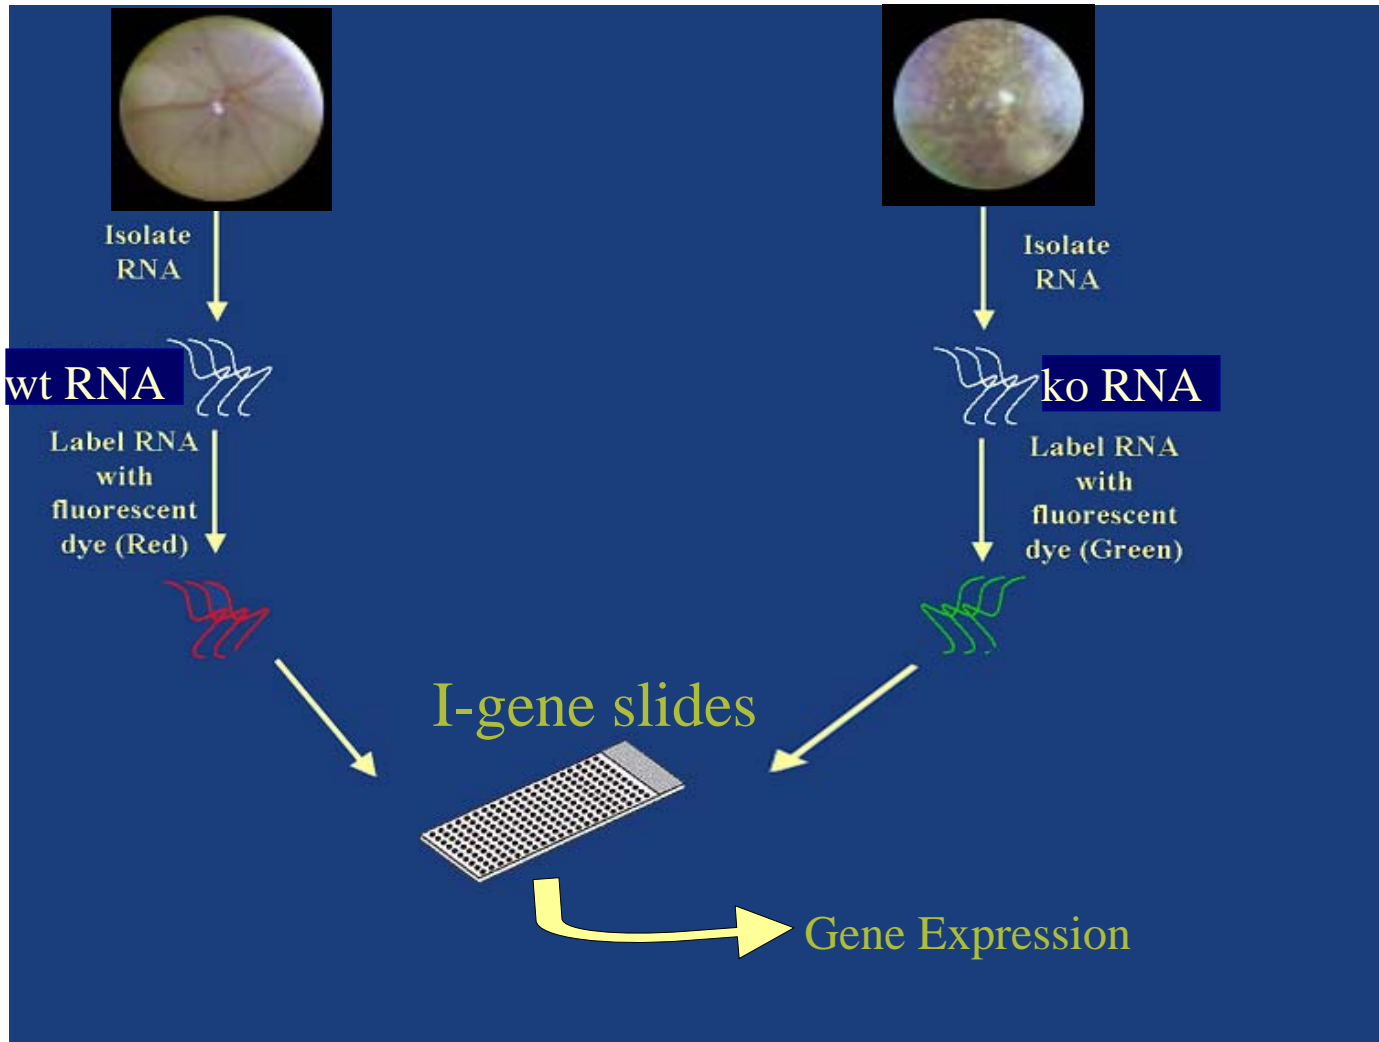 Isolate
RNA
Isolate
RNA
wt RNA
ko RNA
Label RNA
with
fluorescent
dye (Red)
Label RNA
with
fluorescent
dye (Green)
I-gene slides
Gene Expression